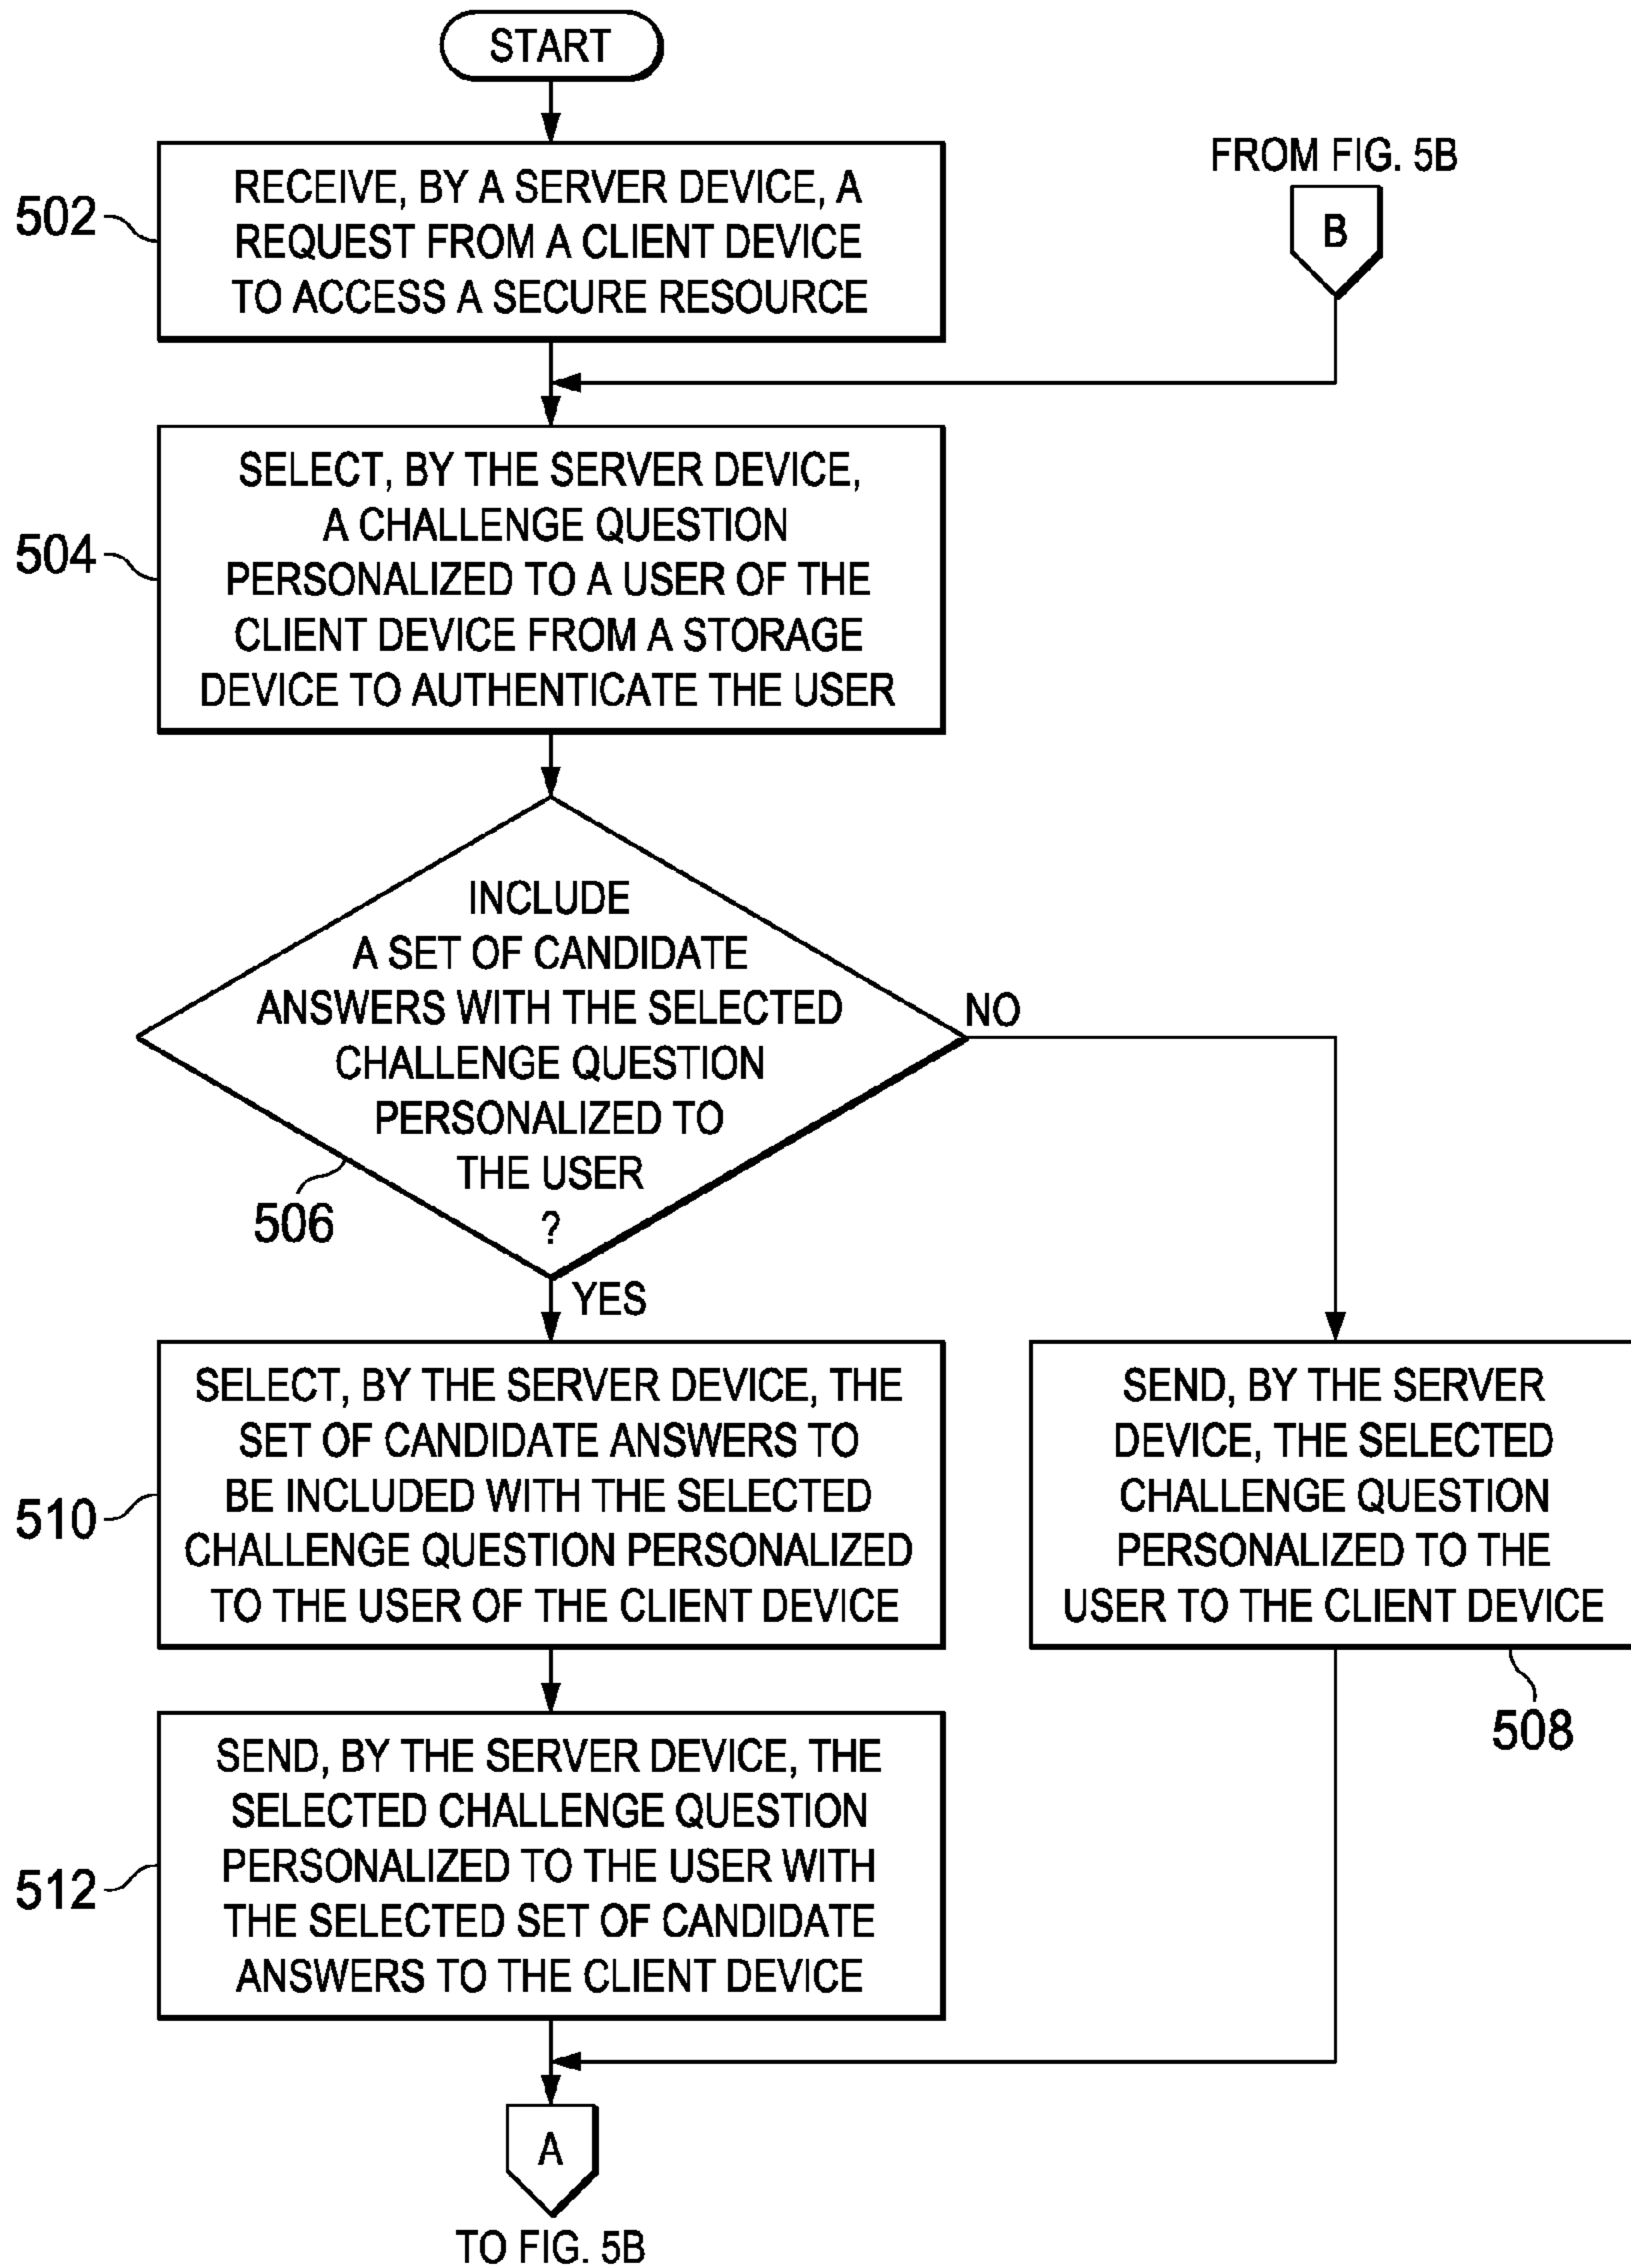 START
FROM FIG. 5B
B
502
RECEIVE, BY A SERVER DEVICE, A
REQUEST FROM A CLIENT DEVICE
TO ACCESS A SECURE RESOURCE
504
SELECT, BY THE SERVER DEVICE,
A CHALLENGE QUESTION
PERSONALIZED TO A USER OF THE
CLIENT DEVICE FROM A STORAGE
DEVICE TO AUTHENTICATE THE USER
INCLUDE
A SET OF CANDIDATE
ANSWERS WITH THE SELECTED
CHALLENGE QUESTION
PERSONALIZED TO
THE USER
?
506
NO
YES
510
SELECT, BY THE SERVER DEVICE, THE
SET OF CANDIDATE ANSWERS TO
BE INCLUDED WITH THE SELECTED
CHALLENGE QUESTION PERSONALIZED
TO THE USER OF THE CLIENT DEVICE
SEND, BY THE SERVER
DEVICE, THE SELECTED
CHALLENGE QUESTION
PERSONALIZED TO THE
USER TO THE CLIENT DEVICE
508
512
SEND, BY THE SERVER DEVICE, THE
SELECTED CHALLENGE QUESTION
PERSONALIZED TO THE USER WITH
THE SELECTED SET OF CANDIDATE
ANSWERS TO THE CLIENT DEVICE
A
TO FIG. 5B